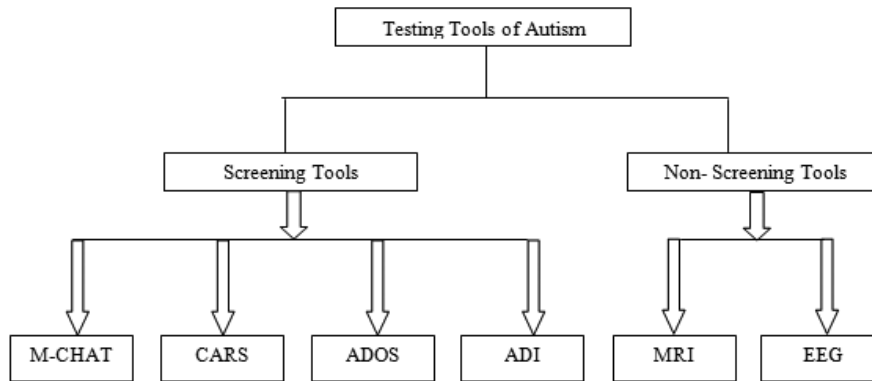 Testing Tools of Autism
Screening Tools
Non- Screening Tools
M-CHAT
CARS
ADOS
ADI
MRI
EEG